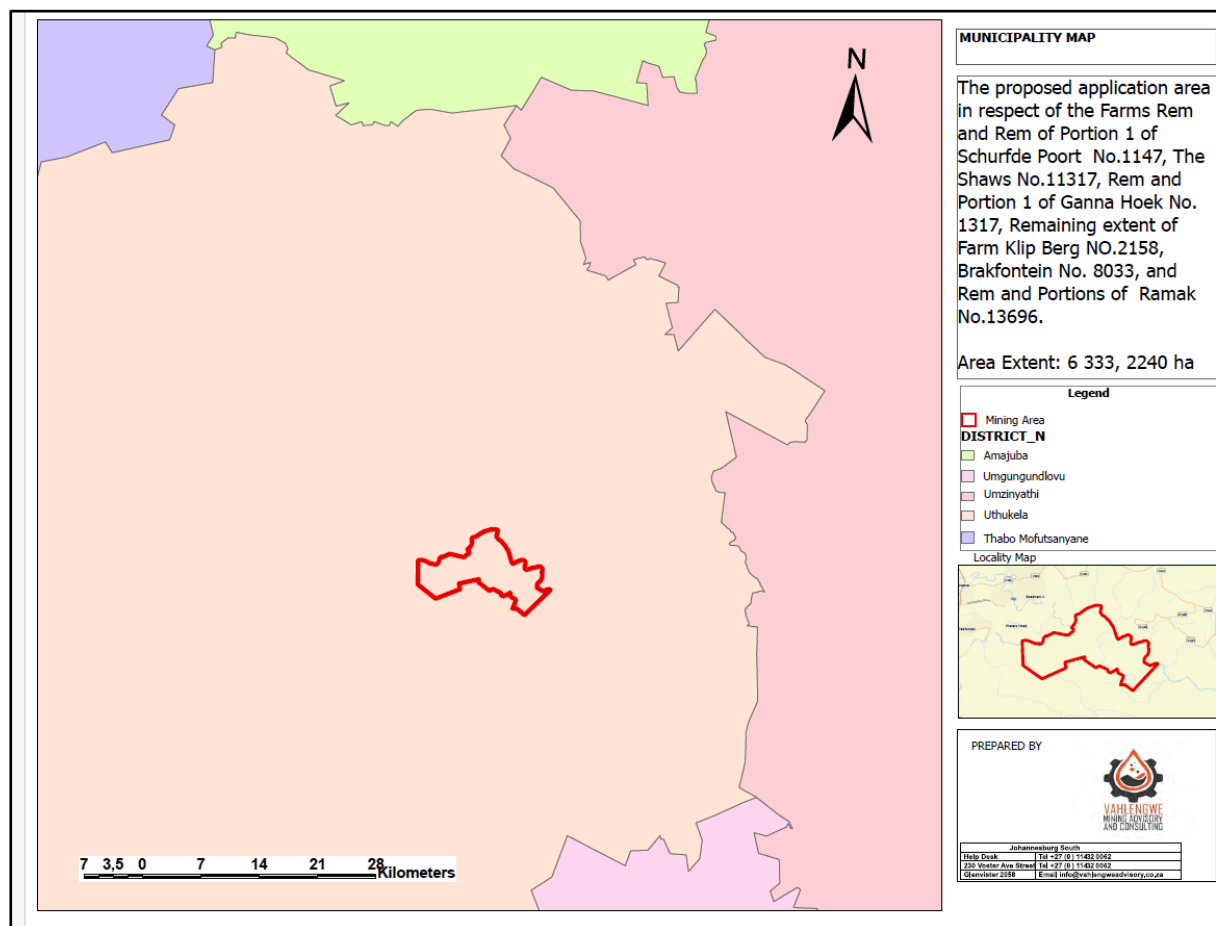 N
MUNICIPALITY MAP
The proposed application area
in respect of the Farms Rem
and Rem of Portion 1 of
Schurfde Poort No.1147, The
Shaws No.11317, Rem and
Portion 1 of Ganna Hoek No.
1317, Remaining extent of
Farm Klip Berg NO.2158,
Brakfontein No. 8033, and
Rem and Portions of Ramak
No.13696.
Area Extent: 6 333, 2240 ha
Legend
Mining Area
DISTRICT_N
Amajuba
Umgungundlovu
Umzinyathi
Uthukela
Thabo Mofutsanyane
Locality Map
PREPARED BY
VAHLENGWE
MINING ADVISORY
AND CONSULTING
Johannesburg South
Help Desk Tel +27 (0) 11432 0062
230 Voster Ave Street Tel +27 (0) 11432 0062
Glenvister 2058 Email info@vahlengweadvisory,co,za
7 3,5 0 7 14 21 28
Kilometers